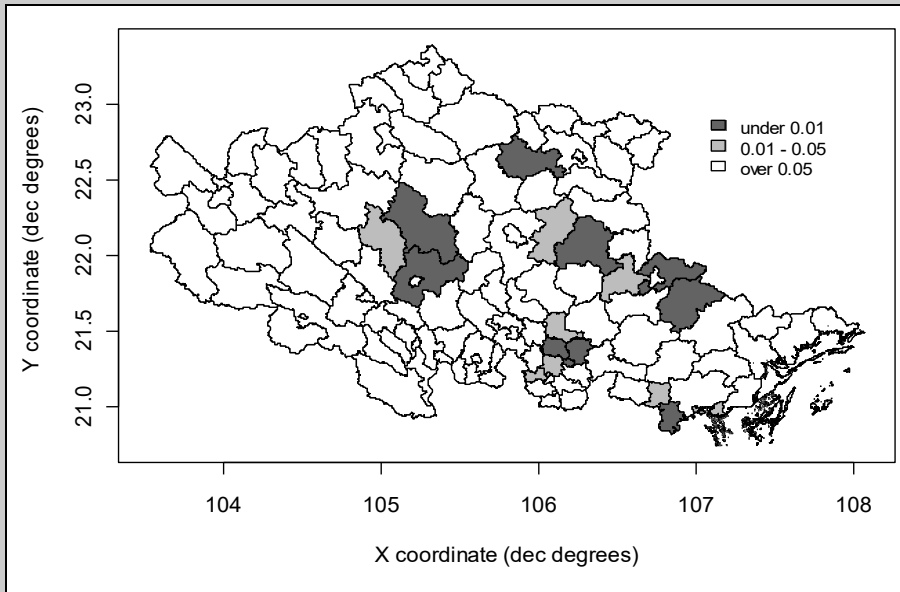 Y coordinate (dec degrees)
23.0
22.5
22.0
21.5
21.0
under 0.01
0.01 - 0.05
over 0.05
104 105 106 107 108
X coordinate (dec degrees)